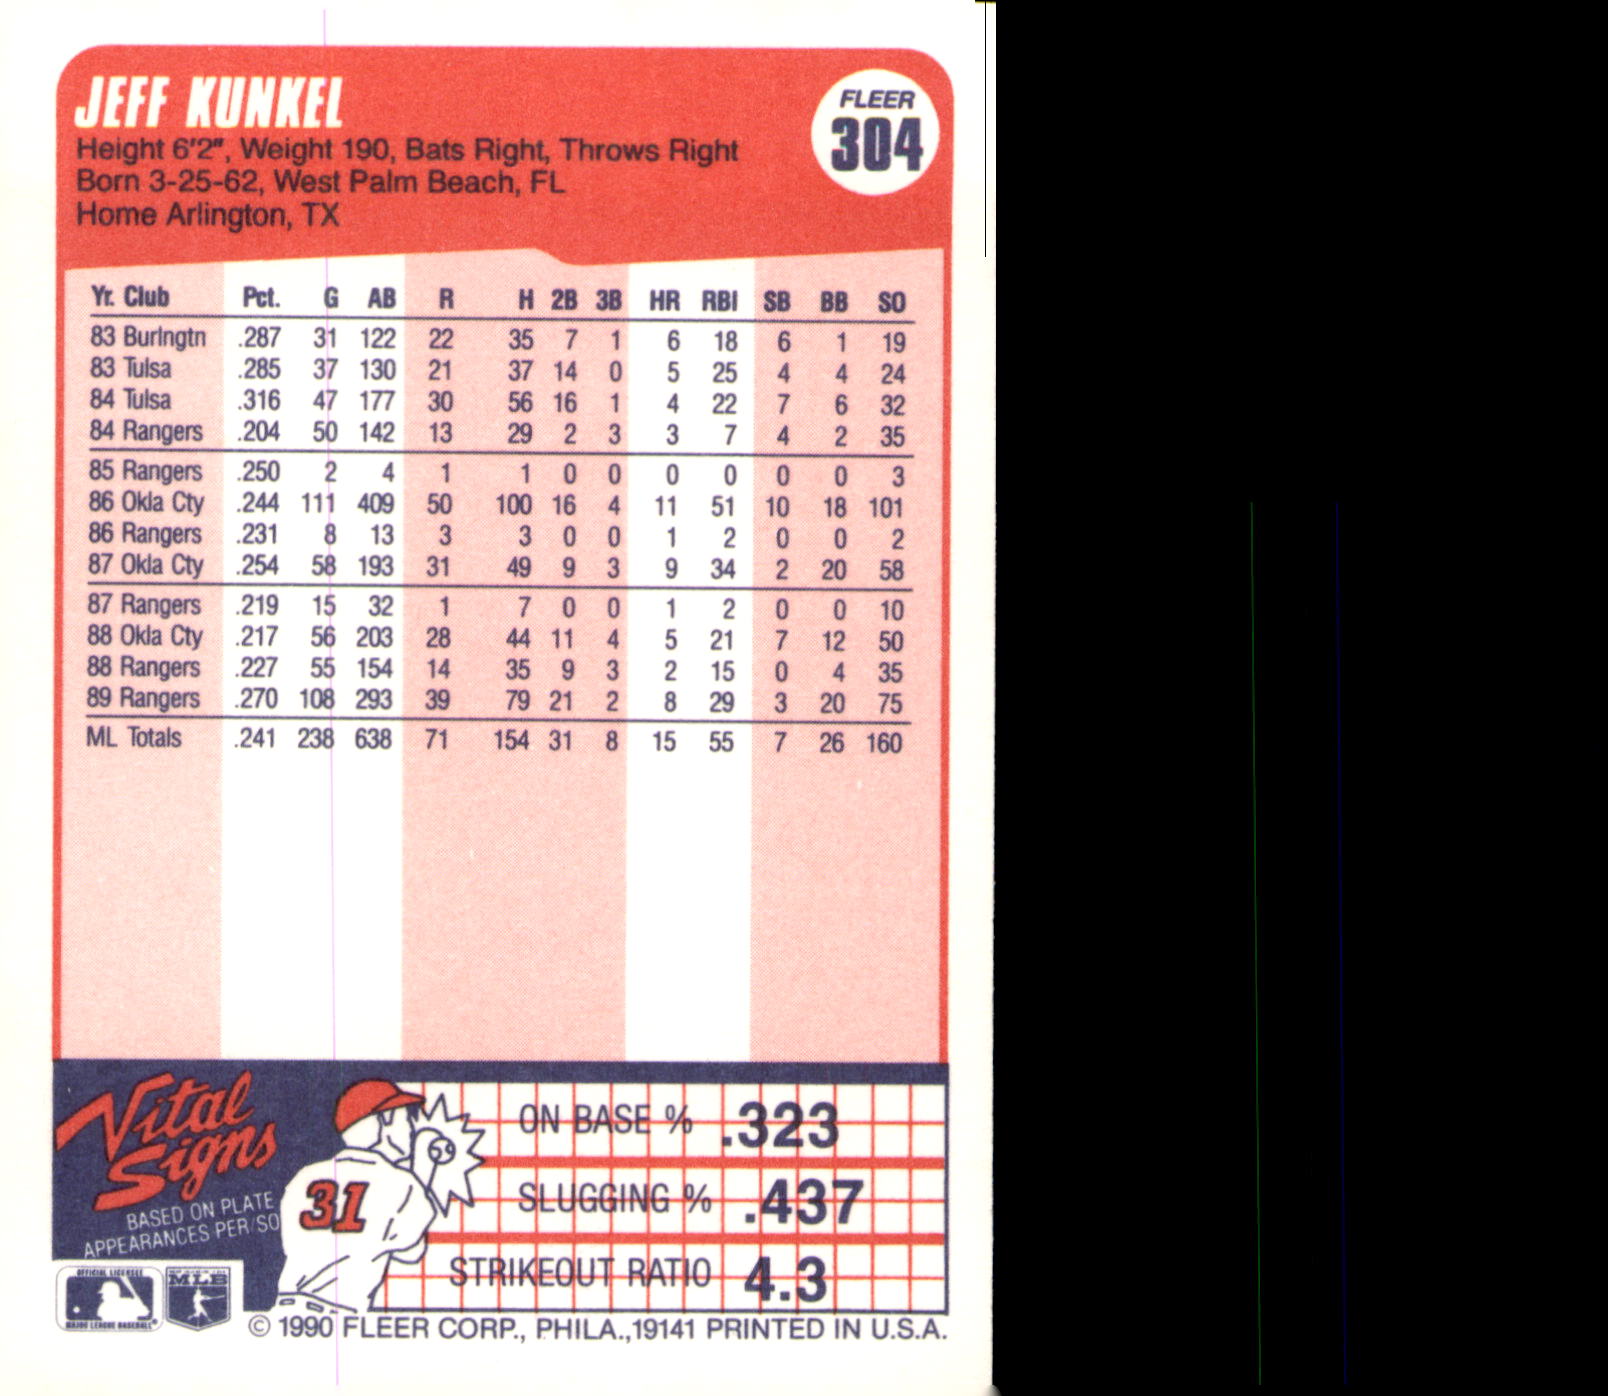 JEFF KUNKEL
FLEER
304
Height 6'2", Weight 190, Bats Right, Throws Right
Born 3-25-62, West Palm Beach, FL
Home Arlington, TX
Yr. Club Pct. G AB R H 2B 3B HR RBI SB BB SO
83 Burlngtn .287 31 122 22 35 7 1 6 18 6 1 19
83 Tulsa .285 37 130 21 37 14 0 5 25 4 4 24
84 Tulsa .316 47 177 30 56 16 1 4 22 7 6 32
84 Rangers .204 50 142 13 29 2 3 3 7 4 2 35
85 Rangers .250 2 4 1 1 0 0 0 0 0 0 3
86 Okla Cty .244 111 409 50 100 16 4 11 51 10 18 101
86 Rangers .231 8 13 3 3 0 0 1 2 0 0 2
87 Okla Cty .254 58 193 31 49 9 3 9 34 2 20 58
87 Rangers .219 15 32 1 7 0 0 1 2 0 0 10
88 Okla Cty .217 56 203 28 44 11 4 5 21 7 12 50
88 Rangers .227 55 154 14 35 9 3 2 15 0 4 35
89 Rangers .270 108 293 39 79 21 2 8 29 3 20 75
ML Totals .241 238 638 71 154 31 8 15 55 7 26 160
Vital
Signs
BASED ON PLATE
APPEARANCES PER/SO
31
ON BASE % .323
SLUGGING % .437
STRIKEOUT RATIO 4.3
OFFICIAL LICENSEE
MAJOR LEAGUE BASEBALL®
MLB
© 1990 FLEER CORP., PHILA.,19141 PRINTED IN U.S.A.